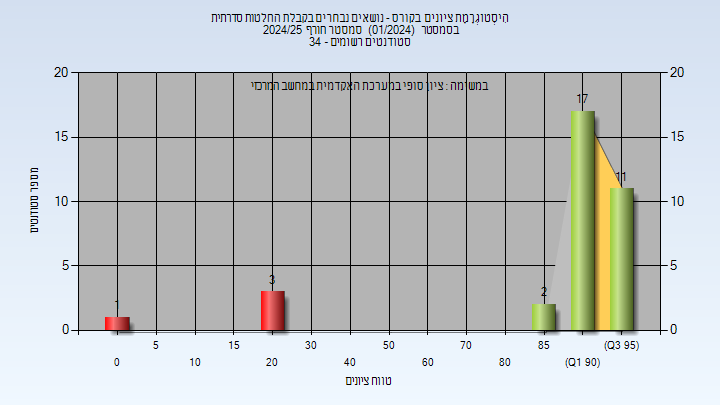 היסטוגרמת ציונים בקורס - נושאים נבחרים בקבלת החלטות סדרתית
בסמסטר (01/2024) סמסטר חורף 2024/25
סטודנטים רשומים - 34
במשימה : ציון סופי במערכת האקדמית במחשב המרכזי
מספר סטודנטים
20 20
15 15
10 10
5 5
0 0
1 3 2 17 11
5 15 30 50 70 85 (Q3 95)
0 10 20 40 60 80 (Q1 90)
טווח ציונים